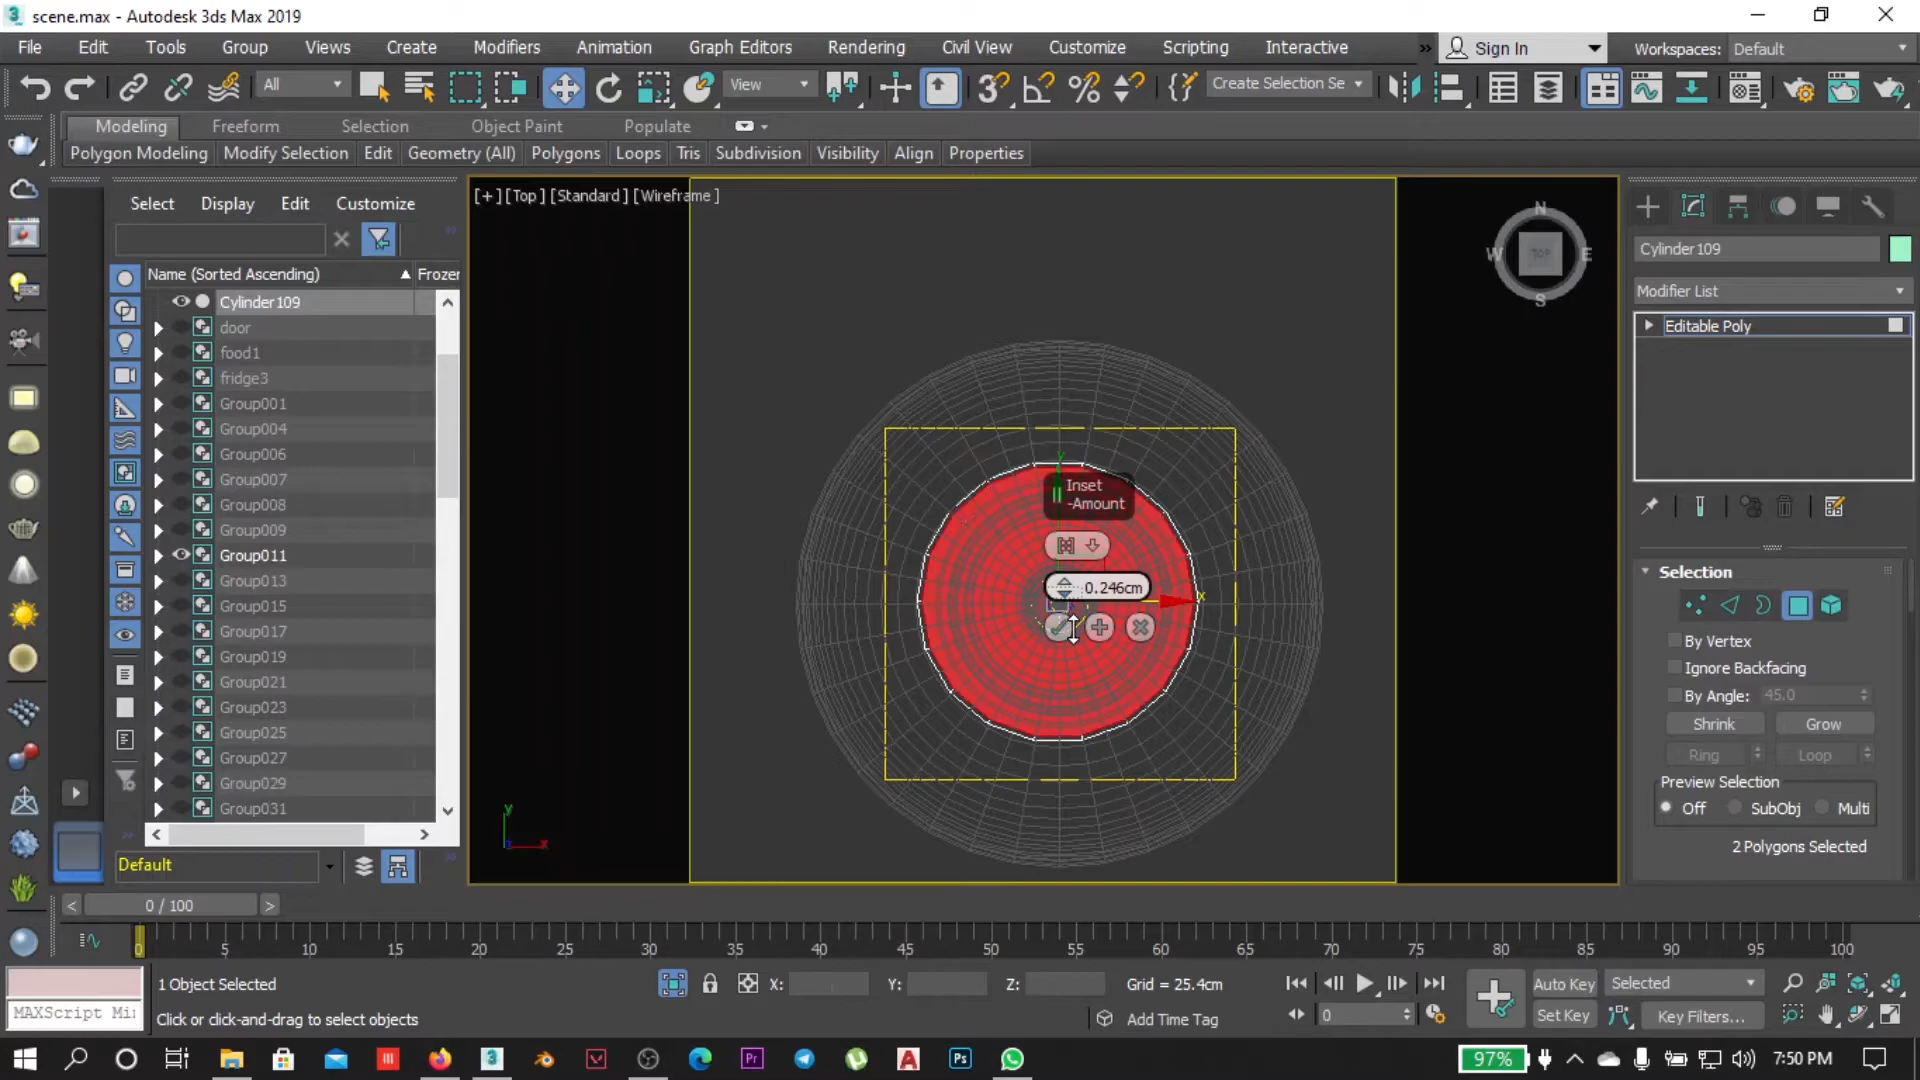 scene.max - Autodesk 3ds Max 2019
File Edit Tools Group Views Create Modifiers Animation Graph Editors Rendering Civil View Customize Scripting Interactive » Sign In Workspaces: Default
All View Create Selection Se
Modeling Freeform Selection Object Paint Populate
Polygon Modeling Modify Selection Edit Geometry (All) Polygons Loops Tris Subdivision Visibility Align Properties
Select Display Edit Customize
Name (Sorted Ascending) Frozen
Cylinder109
door
food1
fridge3
Group001
Group004
Group006
Group007
Group008
Group009
Group011
Group013
Group015
Group017
Group019
Group021
Group023
Group025
Group027
Group029
Group031
Default
[+] [Top] [Standard] [Wireframe]
N
W TOP E
S
y
Inset
-Amount
0.246cm
x
y
x
Cylinder109
Modifier List
Editable Poly
Selection
By Vertex
Ignore Backfacing
By Angle: 45.0
Shrink Grow
Ring Loop
Preview Selection
Off SubObj Multi
2 Polygons Selected
< 0 / 100 >
0 5 10 15 20 25 30 35 40 45 50 55 60 65 70 75 80 85 90 95 100
1 Object Selected X: Y: Z: Grid = 25.4cm Auto Key Selected
MAXScript Mi Click or click-and-drag to select objects Add Time Tag 0 Set Key Key Filters...
97% 7:50 PM